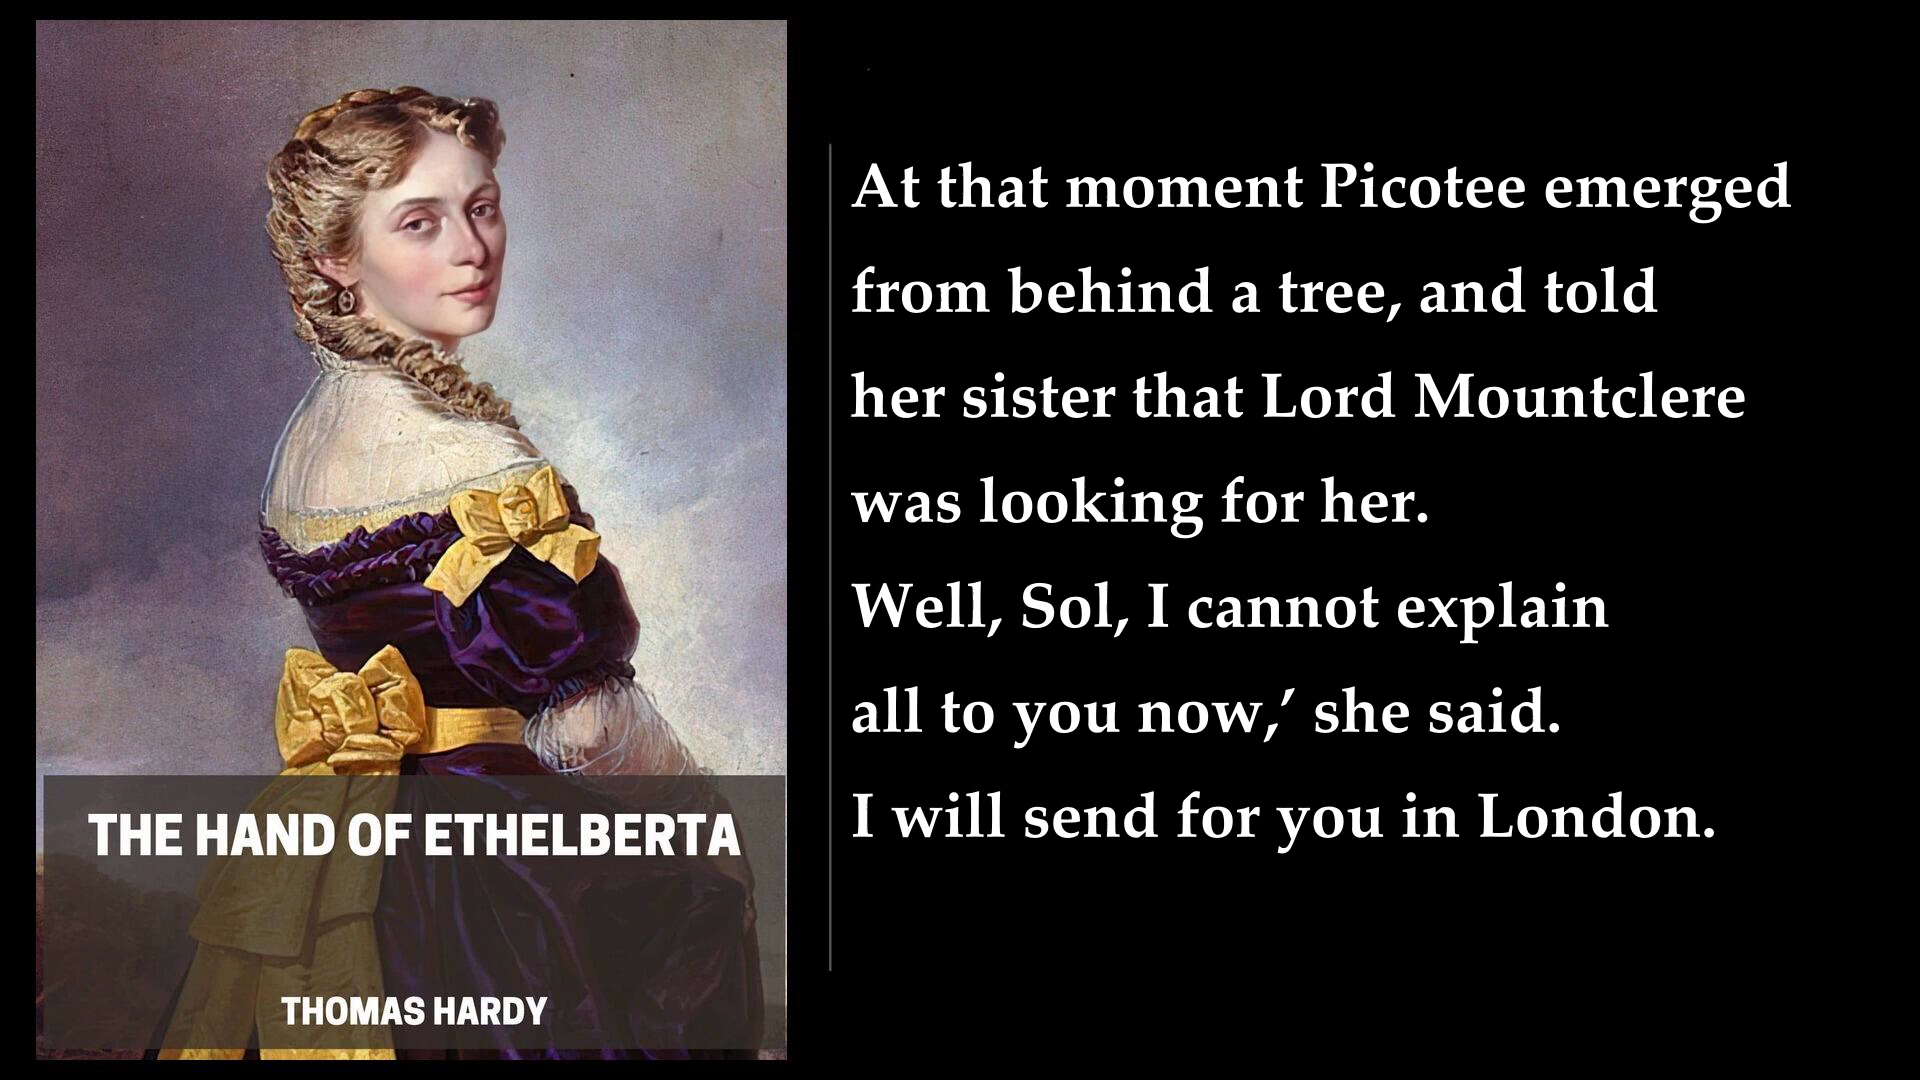 THE HAND OF ETHELBERTA
THOMAS HARDY
At that moment Picotee emerged
from behind a tree, and told
her sister that Lord Mountclere
was looking for her.
Well, Sol, I cannot explain
all to you now,’ she said.
I will send for you in London.